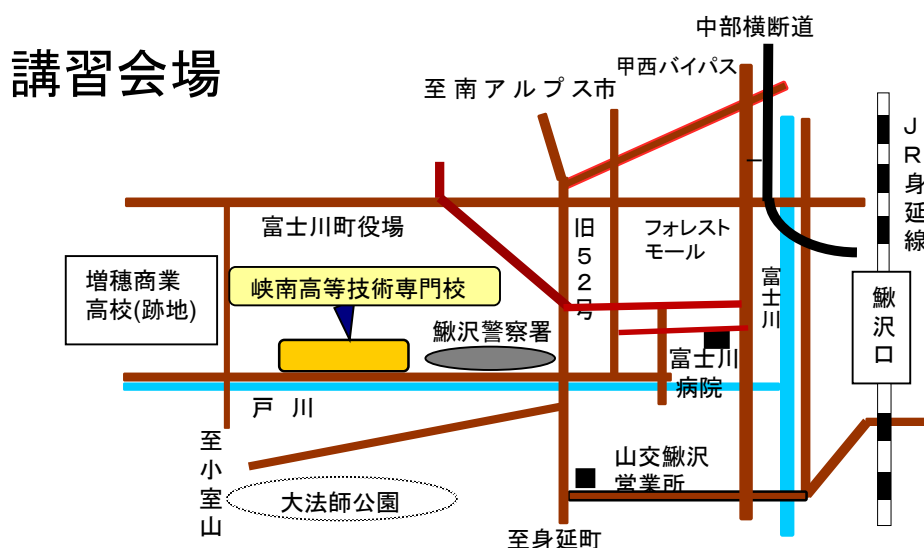 中部横断道
講習会場
甲西バイパス
至 南 ア ル プ ス 市
JR身延線
富士川町役場
旧52号
フォレスト
モール
増穂商業
高校(跡地)
峡南高等技術専門校
富士川
鰍沢警察署
鰍沢口
富士川
病院
戸 川
至小室山
山交鰍沢
営業所
大法師公園
至身延町